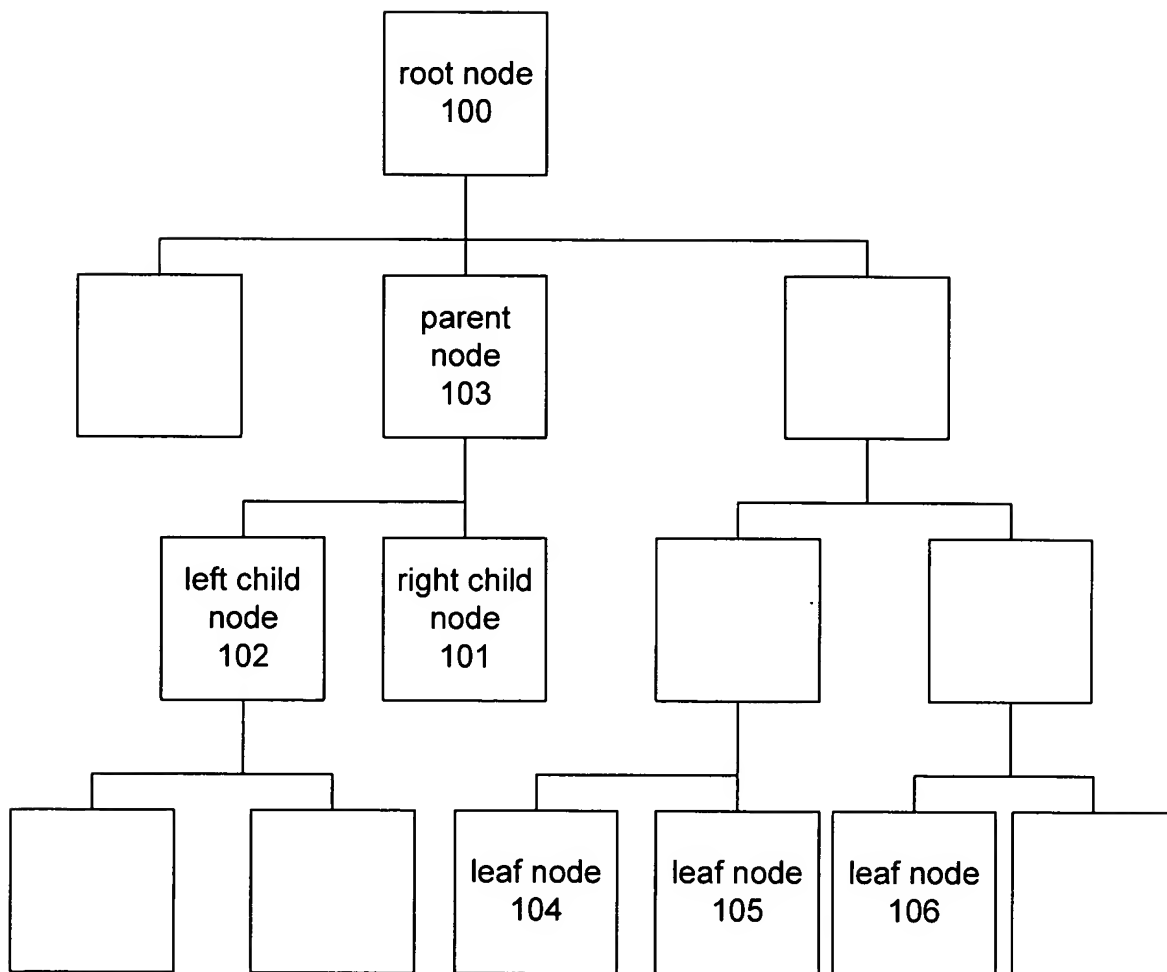 root node
100
parent
node
103
left child
node
102
right child
node
101
leaf node
104
leaf node
105
leaf node
106